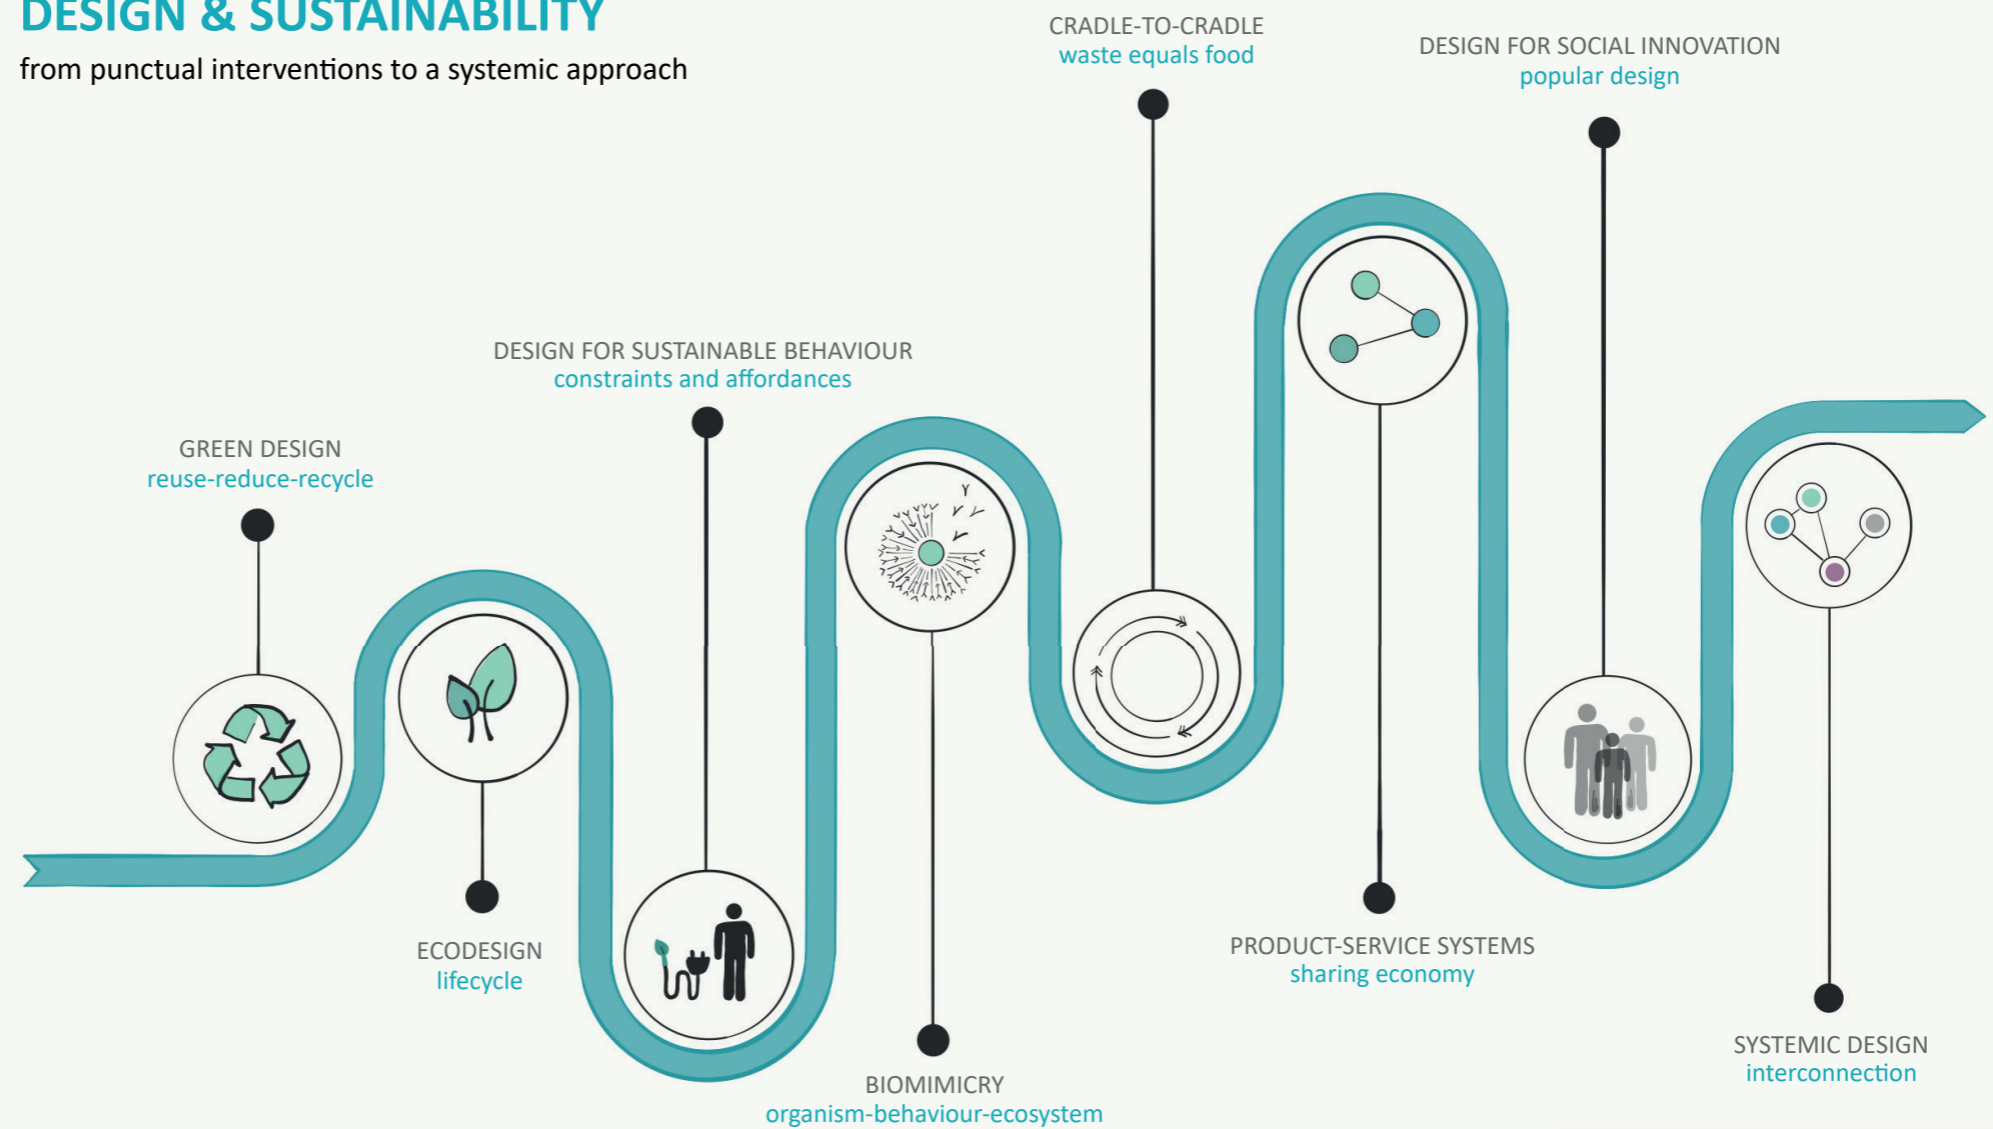 DESIGN & SUSTAINABILITY
from punctual interventions to a systemic approach
GREEN DESIGN
reuse-reduce-recycle
ECODESIGN
lifecycle
DESIGN FOR SUSTAINABLE BEHAVIOUR
constraints and affordances
BIOMIMICRY
organism-behaviour-ecosystem
CRADLE-TO-CRADLE
waste equals food
PRODUCT-SERVICE SYSTEMS
sharing economy
DESIGN FOR SOCIAL INNOVATION
popular design
SYSTEMIC DESIGN
interconnection